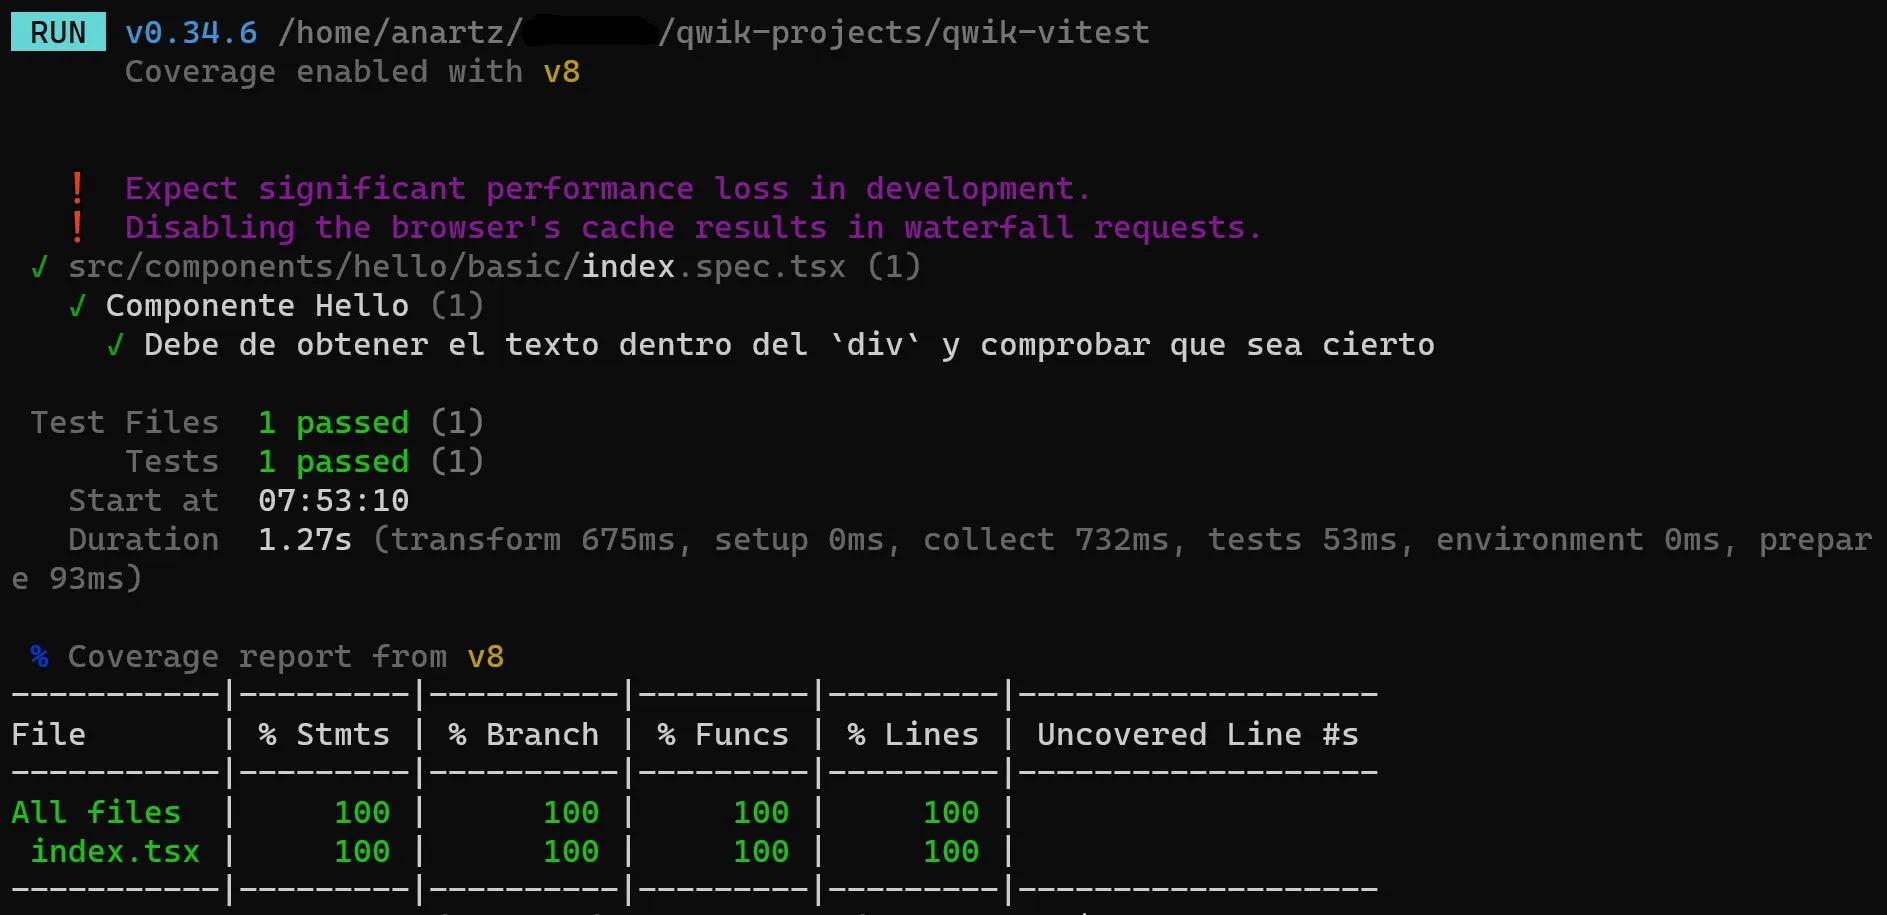 RUN v0.34.6 /home/anartz/ /qwik-projects/qwik-vitest
Coverage enabled with v8
❗ Expect significant performance loss in development.
❗ Disabling the browser's cache results in waterfall requests.
✓ src/components/hello/basic/index.spec.tsx (1)
✓ Componente Hello (1)
✓ Debe de obtener el texto dentro del `div` y comprobar que sea cierto
Test Files 1 passed (1)
Tests 1 passed (1)
Start at 07:53:10
Duration 1.27s (transform 675ms, setup 0ms, collect 732ms, tests 53ms, environment 0ms, prepar
e 93ms)
% Coverage report from v8
-----------|---------|----------|---------|---------|-------------------
File | % Stmts | % Branch | % Funcs | % Lines | Uncovered Line #s
-----------|---------|----------|---------|---------|-------------------
All files | 100 | 100 | 100 | 100 |
index.tsx | 100 | 100 | 100 | 100 |
-----------|---------|----------|---------|---------|-------------------